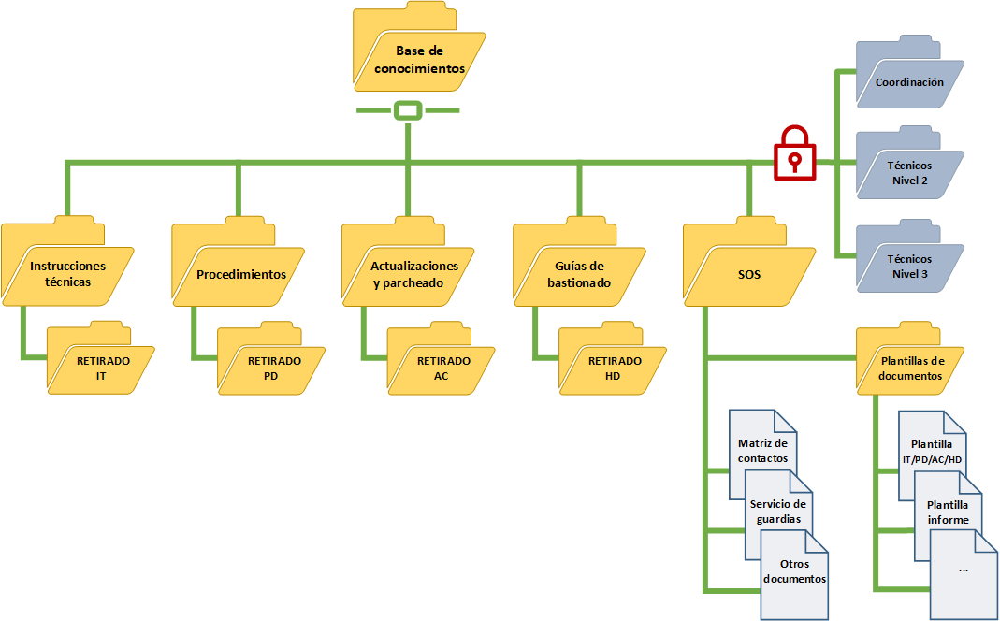 Base de
conocimientos
Coordinación
Técnicos
Nivel 2
Técnicos
Nivel 3
Instrucciones
técnicas
Procedimientos
Actualizaciones
y parcheado
Guías de
bastionado
SOS
RETIRADO
IT
RETIRADO
PD
RETIRADO
AC
RETIRADO
HD
Plantillas de
documentos
Matriz de
contactos
Servicio de
guardias
Otros
documentos
Plantilla
IT/PD/AC/HD
Plantilla
informe
...